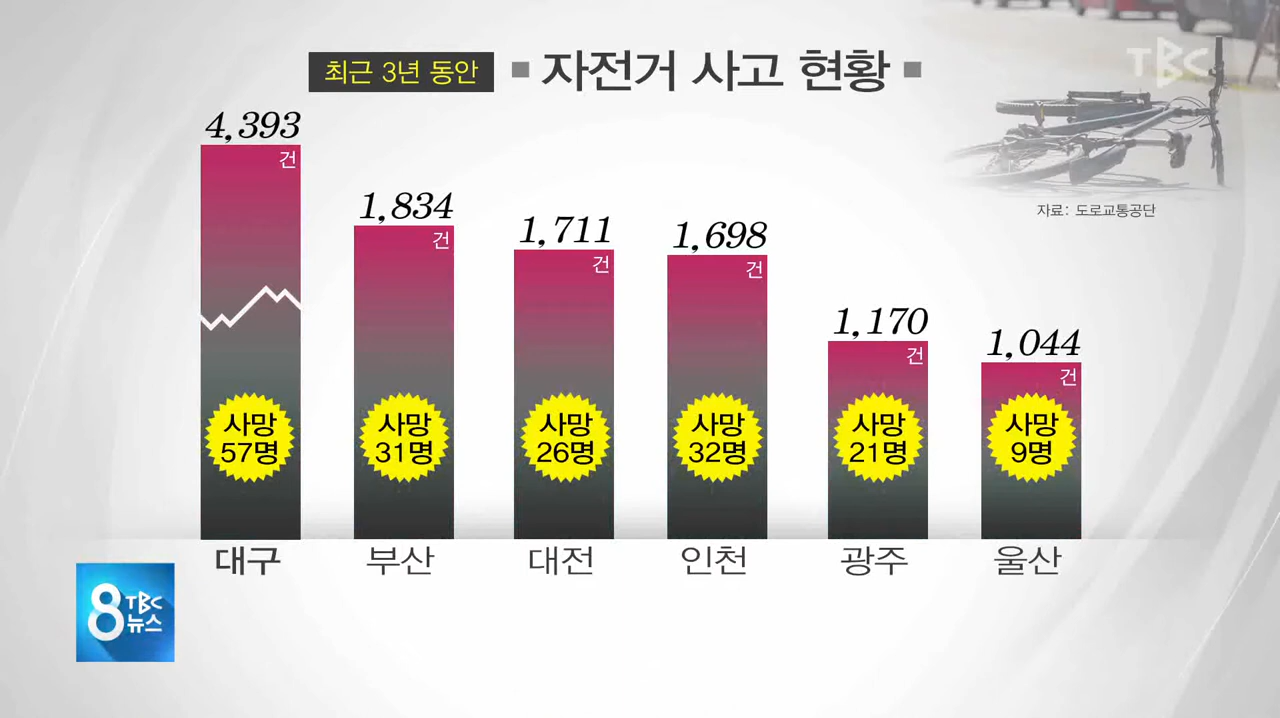 최근 3년 동안
자전거 사고 현황
TBC
자료: 도로교통공단
4,393
건
1,834
건
1,711
건
1,698
건
1,170
건
1,044
건
사망
57명
사망
31명
사망
26명
사망
32명
사망
21명
사망
9명
대구 부산 대전 인천 광주 울산
8 TBC
뉴스